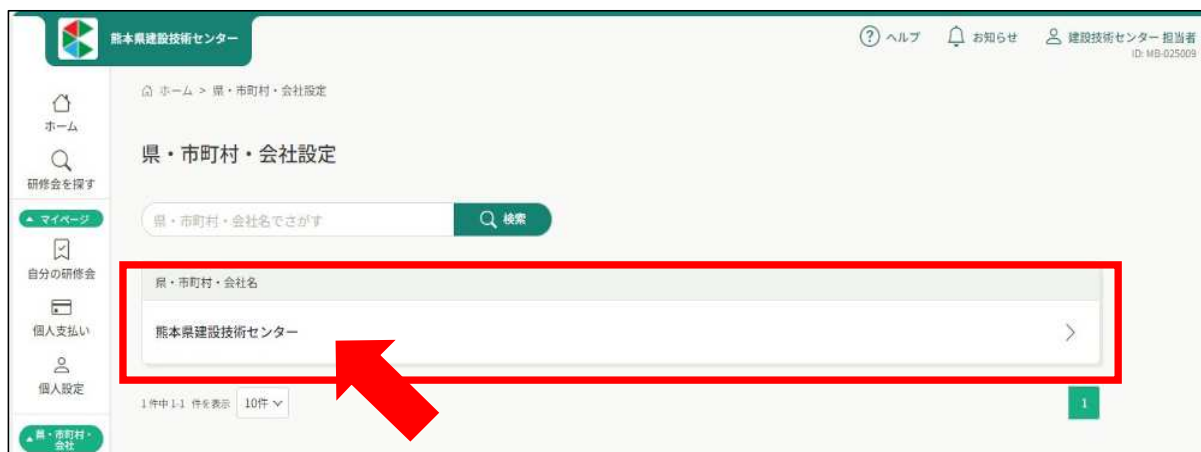 熊本県建設技術センター
ヘルプ
お知らせ
建設技術センター 担当者
ID: MB-025009
ホーム > 県・市町村・会社設定
ホーム
研修会を探す
マイページ
自分の研修会
個人支払い
個人設定
県・市町村・
会社
県・市町村・会社設定
県・市町村・会社名でさがす
検索
県・市町村・会社名
熊本県建設技術センター
1件中 1-1 件を表示 10件
1